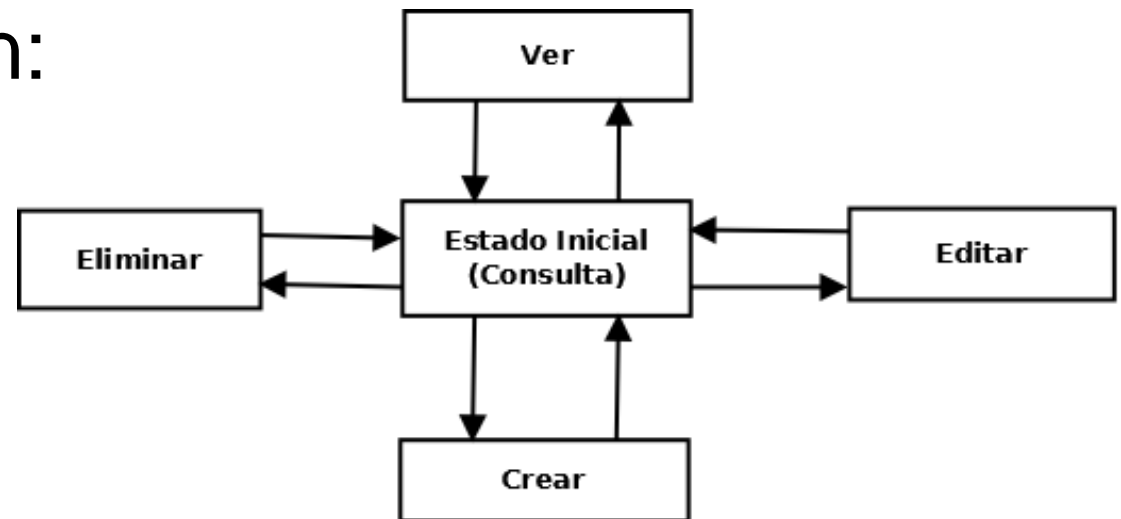 n:
Ver
Eliminar
Estado Inicial
(Consulta)
Editar
Crear